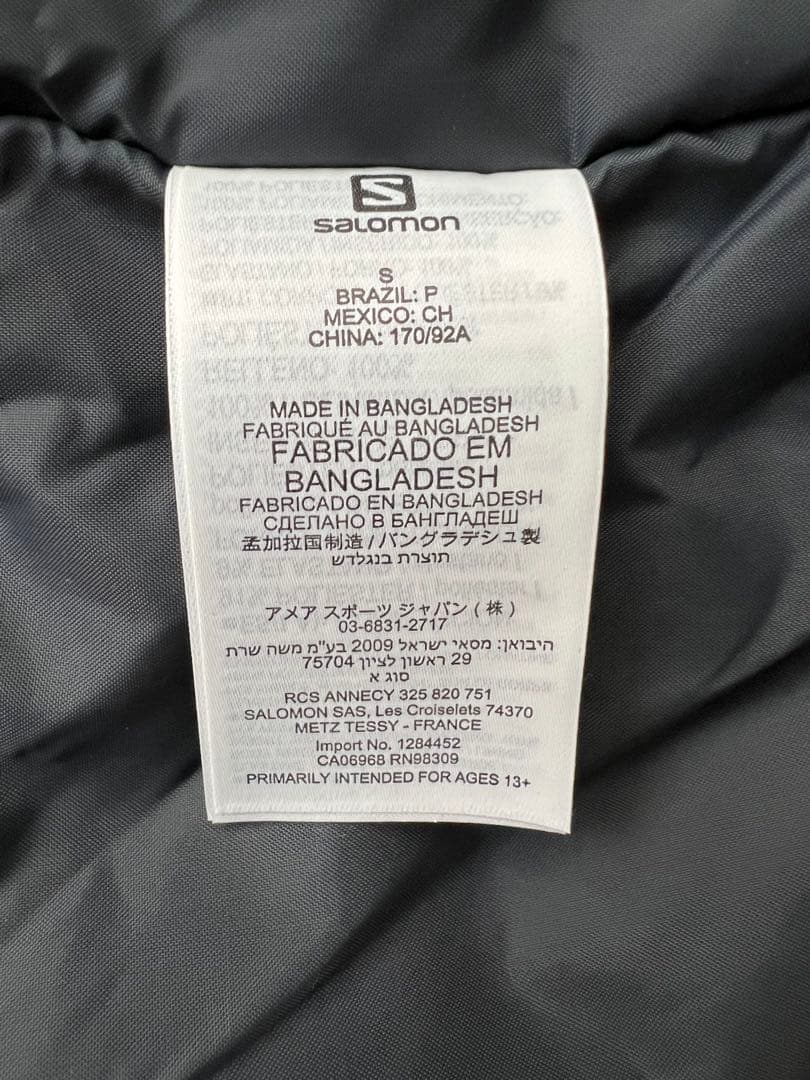 S
salomon
S
BRAZIL: P
MEXICO: CH
CHINA: 170/92A
MADE IN BANGLADESH
FABRIQUÉ AU BANGLADESH
FABRICADO EM
BANGLADESH
FABRICADO EN BANGLADESH
СДЕЛАНО В БАНГЛАДЕШ
孟加拉国制造/バングラデシュ製
תוצרת בנגלדש
アメア スポーツ ジャパン (株)
03-6831-2717
היבואן: מסאי ישראל 2009 בע"מ משה שרת
29 ראשון לציון 75704
סוג א
RCS ANNECY 325 820 751
SALOMON SAS, Les Croiselets 74370
METZ TESSY - FRANCE
Import No. 1284452
CA06968 RN98309
PRIMARILY INTENDED FOR AGES 13+